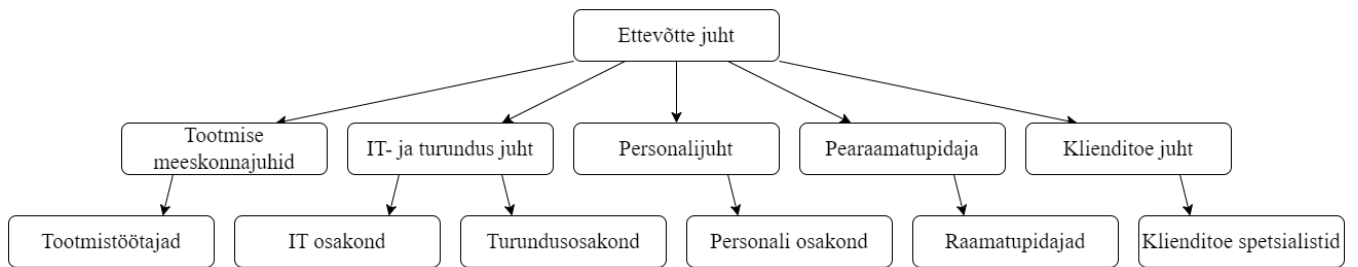 Ettevõtte juht
Tootmise
meeskonnajuhid
IT- ja turundus juht
Personalijuht
Pearaamatupidaja
Klienditoe juht
Tootmistöötajad
IT osakond
Turundusosakond
Personali osakond
Raamatupidajad
Klienditoe spetsialistid